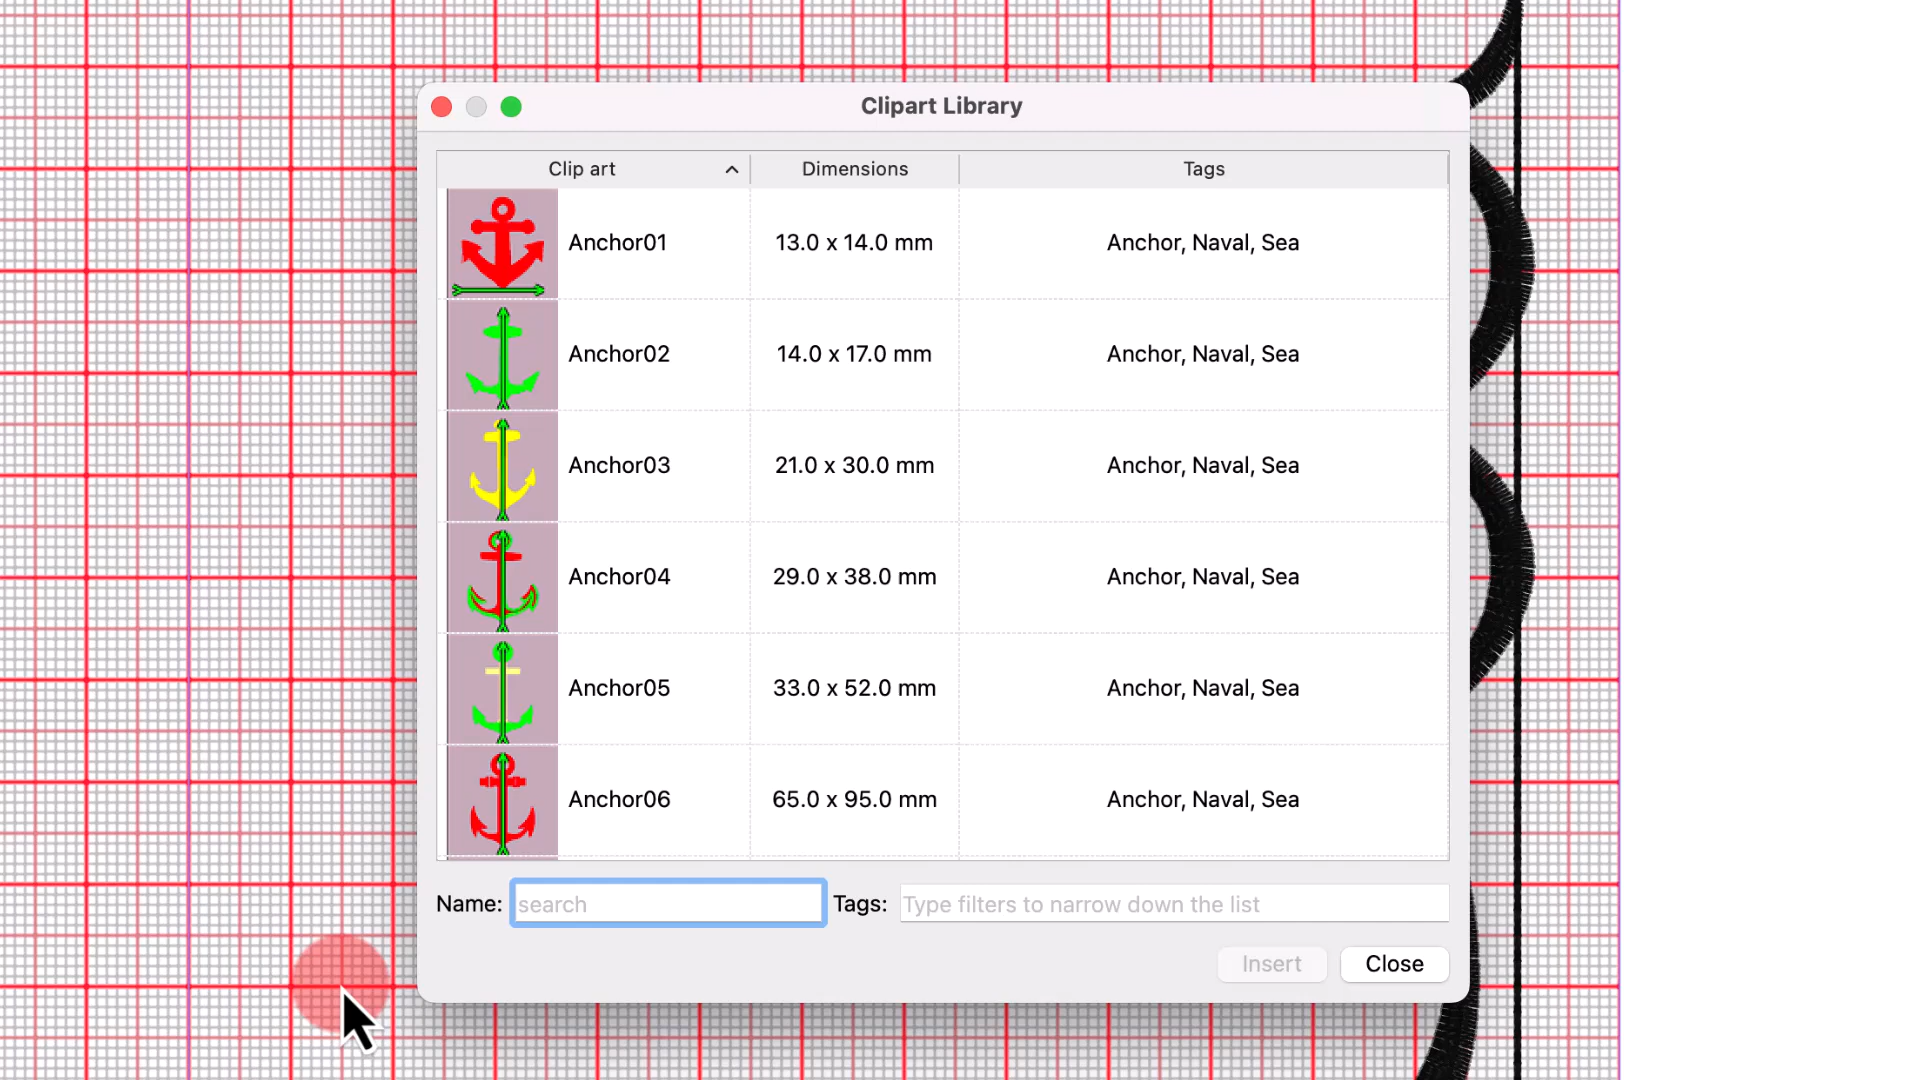 Clipart Library
Clip art Dimensions Tags
Anchor01 13.0 x 14.0 mm Anchor, Naval, Sea
Anchor02 14.0 x 17.0 mm Anchor, Naval, Sea
Anchor03 21.0 x 30.0 mm Anchor, Naval, Sea
Anchor04 29.0 x 38.0 mm Anchor, Naval, Sea
Anchor05 33.0 x 52.0 mm Anchor, Naval, Sea
Anchor06 65.0 x 95.0 mm Anchor, Naval, Sea
Name: search Tags: Type filters to narrow down the list
Insert Close